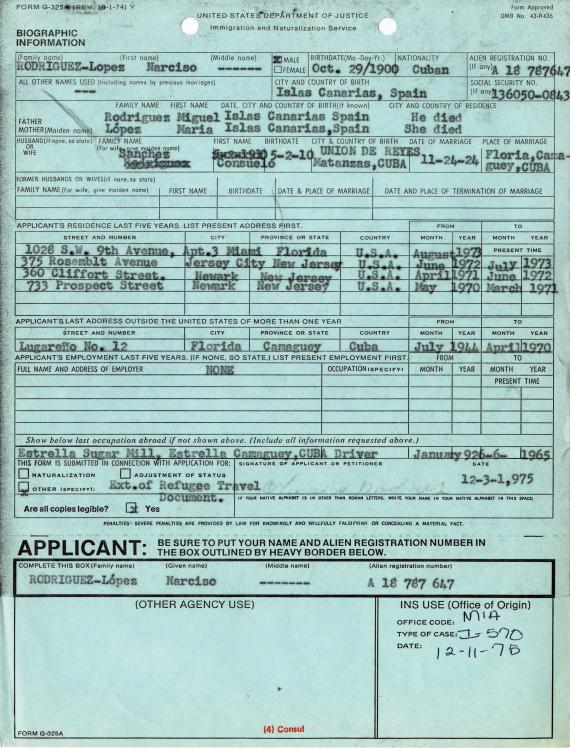 FORM G-325A (REV. 10-1-74) Y
UNITED STATES DEPARTMENT OF JUSTICE
Immigration and Naturalization Service
Form Approved
OMB No. 43-R436
BIOGRAPHIC
INFORMATION
(Family name) (First name) (Middle name) MALE FEMALE BIRTHDATE (Mo.-Day-Yr.) NATIONALITY ALIEN REGISTRATION NO. (If any)
RODRIGUEZ-Lopez Narciso ------ Oct. 29/1900 Cuban A 18 787647
ALL OTHER NAMES USED (Including names by previous marriages) CITY AND COUNTRY OF BIRTH SOCIAL SECURITY NO. (If any)
--- Islas Canarias, Spain 136050-0843
FAMILY NAME FIRST NAME DATE, CITY AND COUNTRY OF BIRTH (If known) CITY AND COUNTRY OF RESIDENCE
FATHER Rodriguez Miguel Islas Canarias Spain He died
MOTHER (Maiden name) López Maria Islas Canarias, Spain She died
HUSBAND (If none, so state) OR WIFE FAMILY NAME (For wife, give maiden name) FIRST NAME BIRTHDATE CITY & COUNTRY OF BIRTH DATE OF MARRIAGE PLACE OF MARRIAGE
Sanchez Consuelo 5-2-10 UNION DE REYES Matanzas, CUBA 11-24-24 Floria, Cama-
guey, CUBA
FORMER HUSBANDS OR WIVES (if none, so state)
FAMILY NAME (For wife, give maiden name) FIRST NAME BIRTHDATE DATE & PLACE OF MARRIAGE DATE AND PLACE OF TERMINATION OF MARRIAGE
APPLICANT'S RESIDENCE LAST FIVE YEARS. LIST PRESENT ADDRESS FIRST. FROM TO
STREET AND NUMBER CITY PROVINCE OR STATE COUNTRY MONTH YEAR MONTH YEAR
PRESENT TIME
1028 S.W. 9th Avenue, Apt.3 Miami Florida U.S.A. August 1973
375 Rosemblt Avenue Jersey City New Jersey U.S.A. June 1972 July 1973
360 Cliffort Street. Newark New Jersey U.S.A. April 1971 June 1972
733 Prospect Street Newark New Jersey U.S.A. May 1970 March 1971
APPLICANT'S LAST ADDRESS OUTSIDE THE UNITED STATES OF MORE THAN ONE YEAR FROM TO
STREET AND NUMBER CITY PROVINCE OR STATE COUNTRY MONTH YEAR MONTH YEAR
Lugareño No. 12 Florida Camaguey Cuba July 1944 April 1970
APPLICANT'S EMPLOYMENT LAST FIVE YEARS. (IF NONE, SO STATE.) LIST PRESENT EMPLOYMENT FIRST. FROM TO
FULL NAME AND ADDRESS OF EMPLOYER NONE OCCUPATION (SPECIFY) MONTH YEAR MONTH YEAR
PRESENT TIME
Show below last occupation abroad if not shown above. (Include all information requested above.)
Estrella Sugar Mill, Estrella Camaguey, CUBA Driver January 926-6- 1965
THIS FORM IS SUBMITTED IN CONNECTION WITH APPLICATION FOR: SIGNATURE OF APPLICANT OR PETITIONER DATE
NATURALIZATION ADJUSTMENT OF STATUS 12-3-1,975
OTHER (SPECIFY): Ext.of Refugee Travel
Document.
IF YOUR NATIVE ALPHABET IS IN OTHER THAN ROMAN LETTERS, WRITE YOUR NAME IN YOUR NATIVE ALPHABET IN THIS SPACE:
Are all copies legible? Yes
PENALTIES: SEVERE PENALTIES ARE PROVIDED BY LAW FOR KNOWINGLY AND WILLFULLY FALSIFYING OR CONCEALING A MATERIAL FACT.
APPLICANT: BE SURE TO PUT YOUR NAME AND ALIEN REGISTRATION NUMBER IN
THE BOX OUTLINED BY HEAVY BORDER BELOW.
COMPLETE THIS BOX (Family name) (Given name) (Middle name) (Alien registration number)
RODRIGUEZ-López Narciso ------- A 18 787 647
(OTHER AGENCY USE)
INS USE (Office of Origin)
OFFICE CODE: MIA
TYPE OF CASE: I-570
DATE: 12-11-75
(4) Consul
FORM G-325A